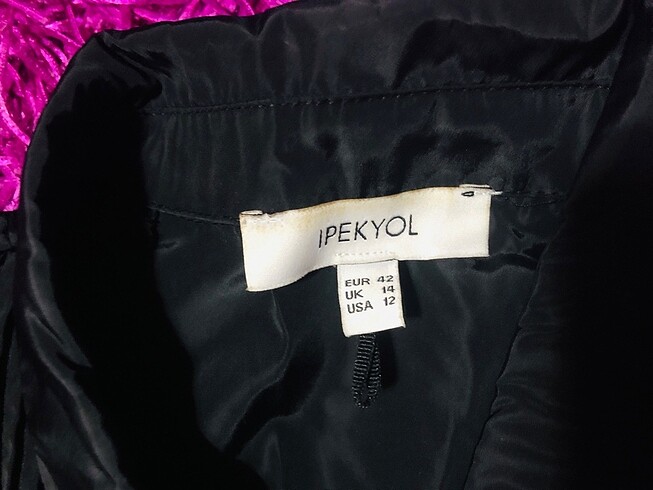 IPEKYOL
EUR 42
UK 14
USA 12